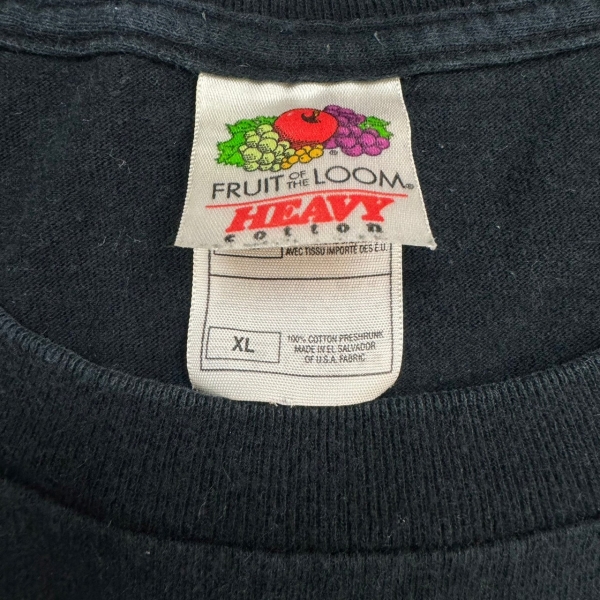 FRUIT OF THE LOOM®
HEAVY
cotton
AVEC TISSU IMPORTÉ DES É.U.
XL
100% COTTON PRESHRUNK
MADE IN EL SALVADOR
OF U.S.A. FABRIC